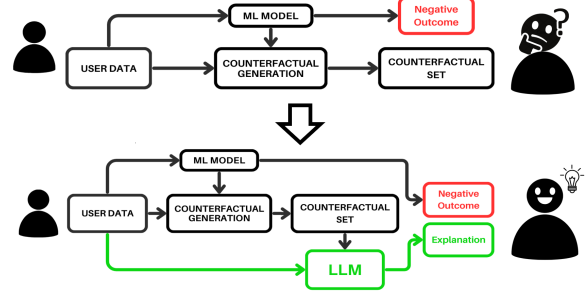 ML MODEL
Negative
Outcome
USER DATA
COUNTERFACTUAL
GENERATION
COUNTERFACTUAL
SET
?
ML MODEL
USER DATA
COUNTERFACTUAL
GENERATION
COUNTERFACTUAL
SET
Negative
Outcome
Explanation
LLM